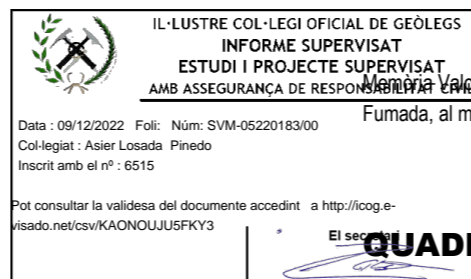 IL·LUSTRE COL·LEGI OFICIAL DE GEÒLEGS
INFORME SUPERVISAT
ESTUDI I PROJECTE SUPERVISAT
AMB ASSEGURANÇA DE RESPONSABILITAT CIVIL
Memòria Valo
Fumada, al m
Data : 09/12/2022 Foli: Núm: SVM-05220183/00
Col·legiat : Asier Losada Pinedo
Inscrit amb el nº : 6515
Pot consultar la validesa del documente accedint a http://icog.e-
visado.net/csv/KAONOUJU5FKY3
El secretari
QUAD